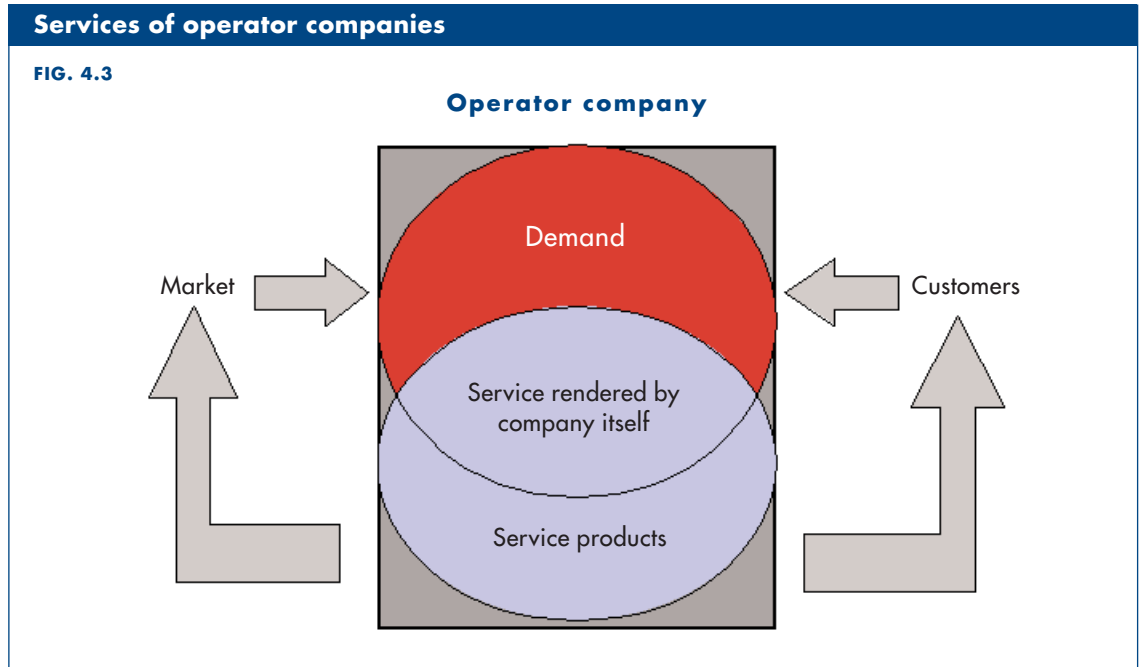 Services of operator companies
FIG. 4.3
Operator company
Demand
Market
Customers
Service rendered by
company itself
Service products